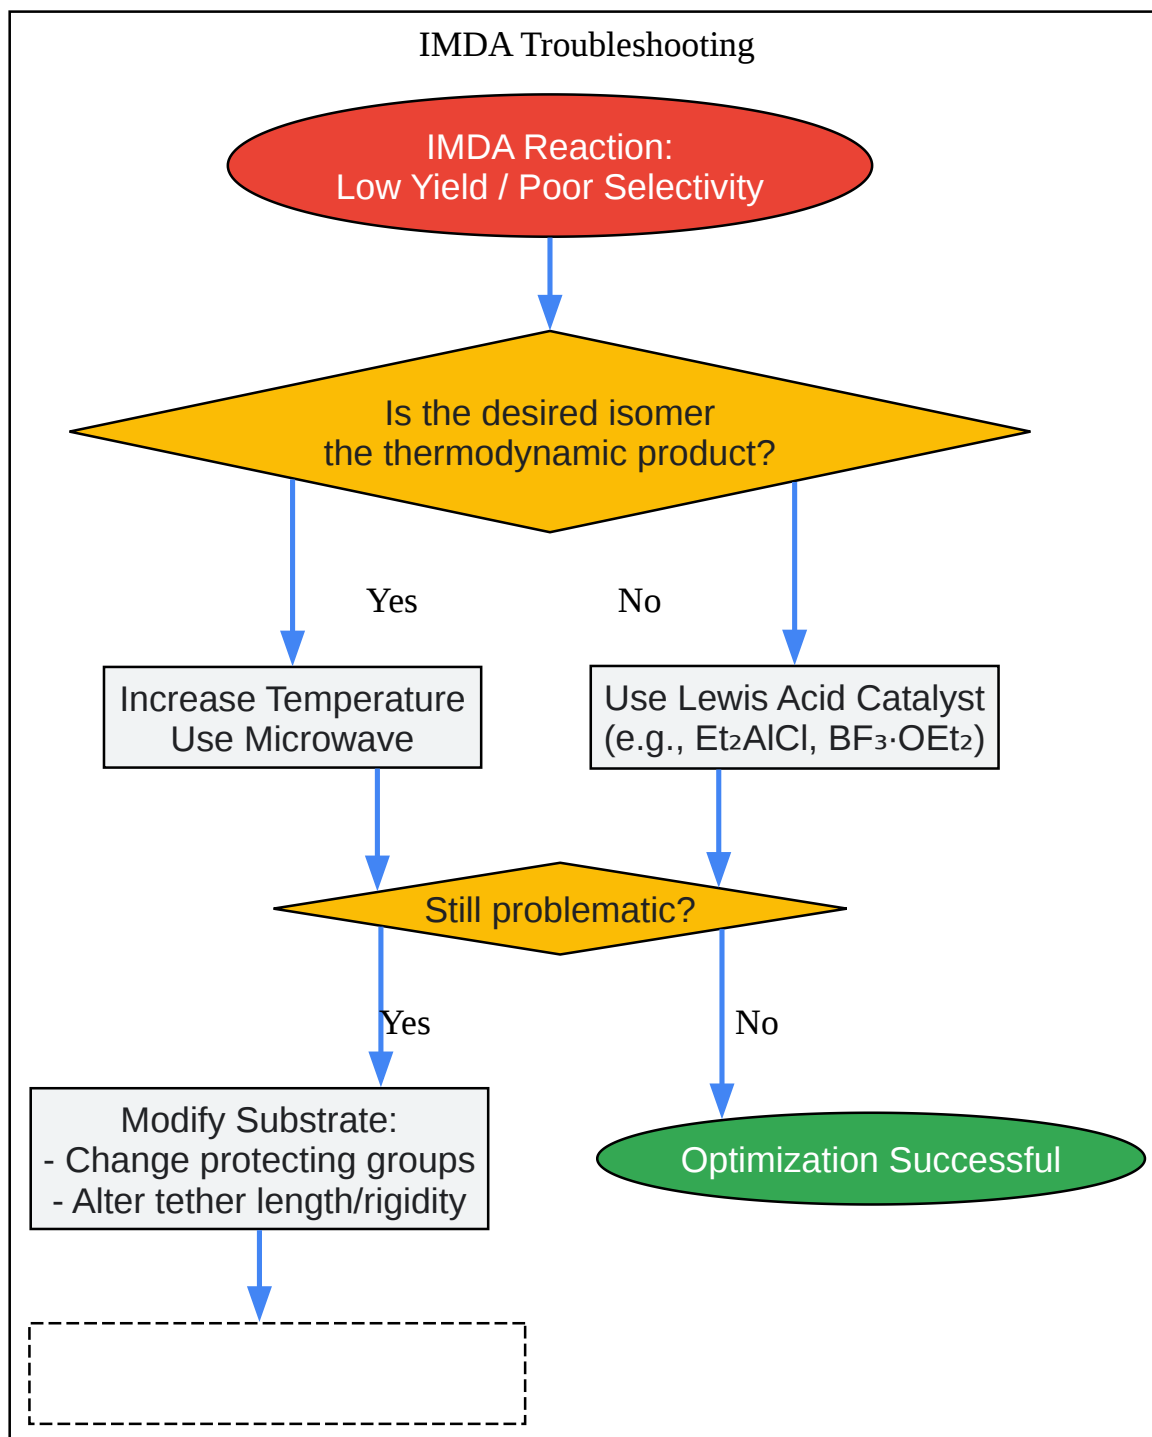 IMDA Troubleshooting
IMDA Reaction:
Low Yield / Poor Selectivity
Is the desired isomer
the thermodynamic product?
Yes
No
Increase Temperature
Use Microwave
Use Lewis Acid Catalyst
(e.g., Et₂AlCl, BF₃·OEt₂)
Still problematic?
Yes
No
Modify Substrate:
- Change protecting groups
- Alter tether length/rigidity
Optimization Successful